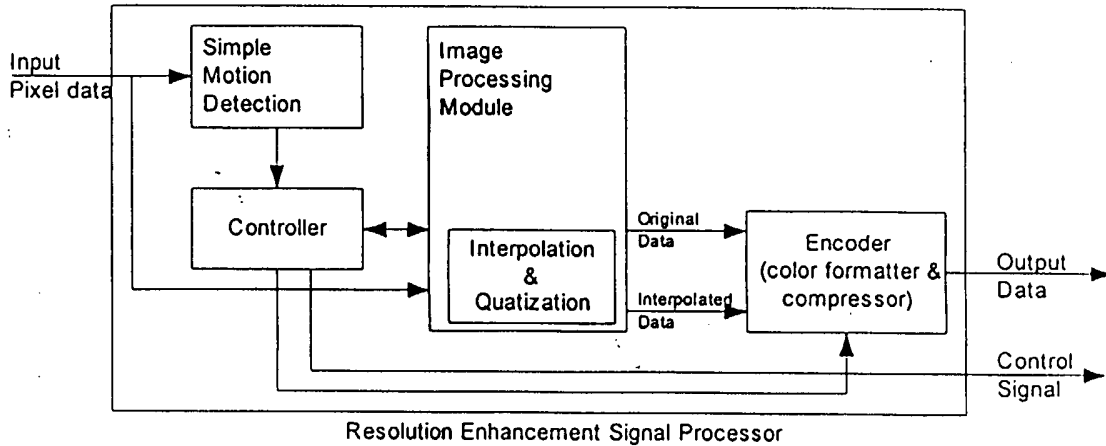 Input
Pixel data
Simple
Motion
Detection
Image
Processing
Module
Controller
Interpolation
&
Quatization
Original
Data
Interpolated
Data
Encoder
(color formatter &
compressor)
Output
Data
Control
Signal
Resolution Enhancement Signal Processor